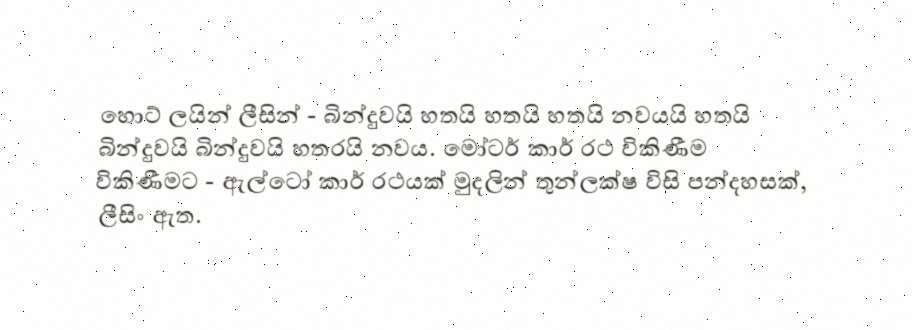 හොට් ලයින් ලීසින් - බින්දුවයි හතයි හතයි හතයි නවයයි හතයි
බින්දුවයි බින්දුවයි හතරයි නවය. මෝටර් කාර් රථ විකිණීම
විකිණීමට - ඇල්ටෝ කාර් රථයක් මුදලින් තුන්ලක්ෂ විසි පන්දහසක්,
ලීසිං ඇත.